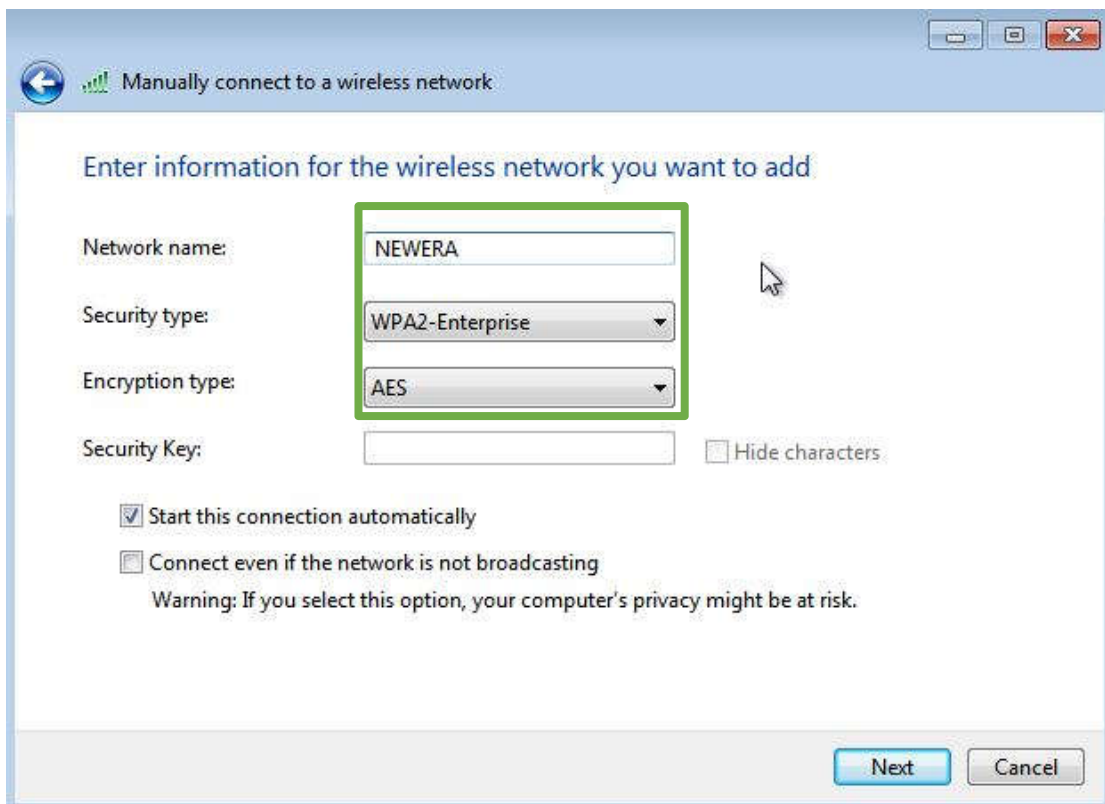 Manually connect to a wireless network
Enter information for the wireless network you want to add
Network name: NEWERA
Security type: WPA2-Enterprise
Encryption type: AES
Security Key: Hide characters
Start this connection automatically
Connect even if the network is not broadcasting
Warning: If you select this option, your computer's privacy might be at risk.
Next Cancel